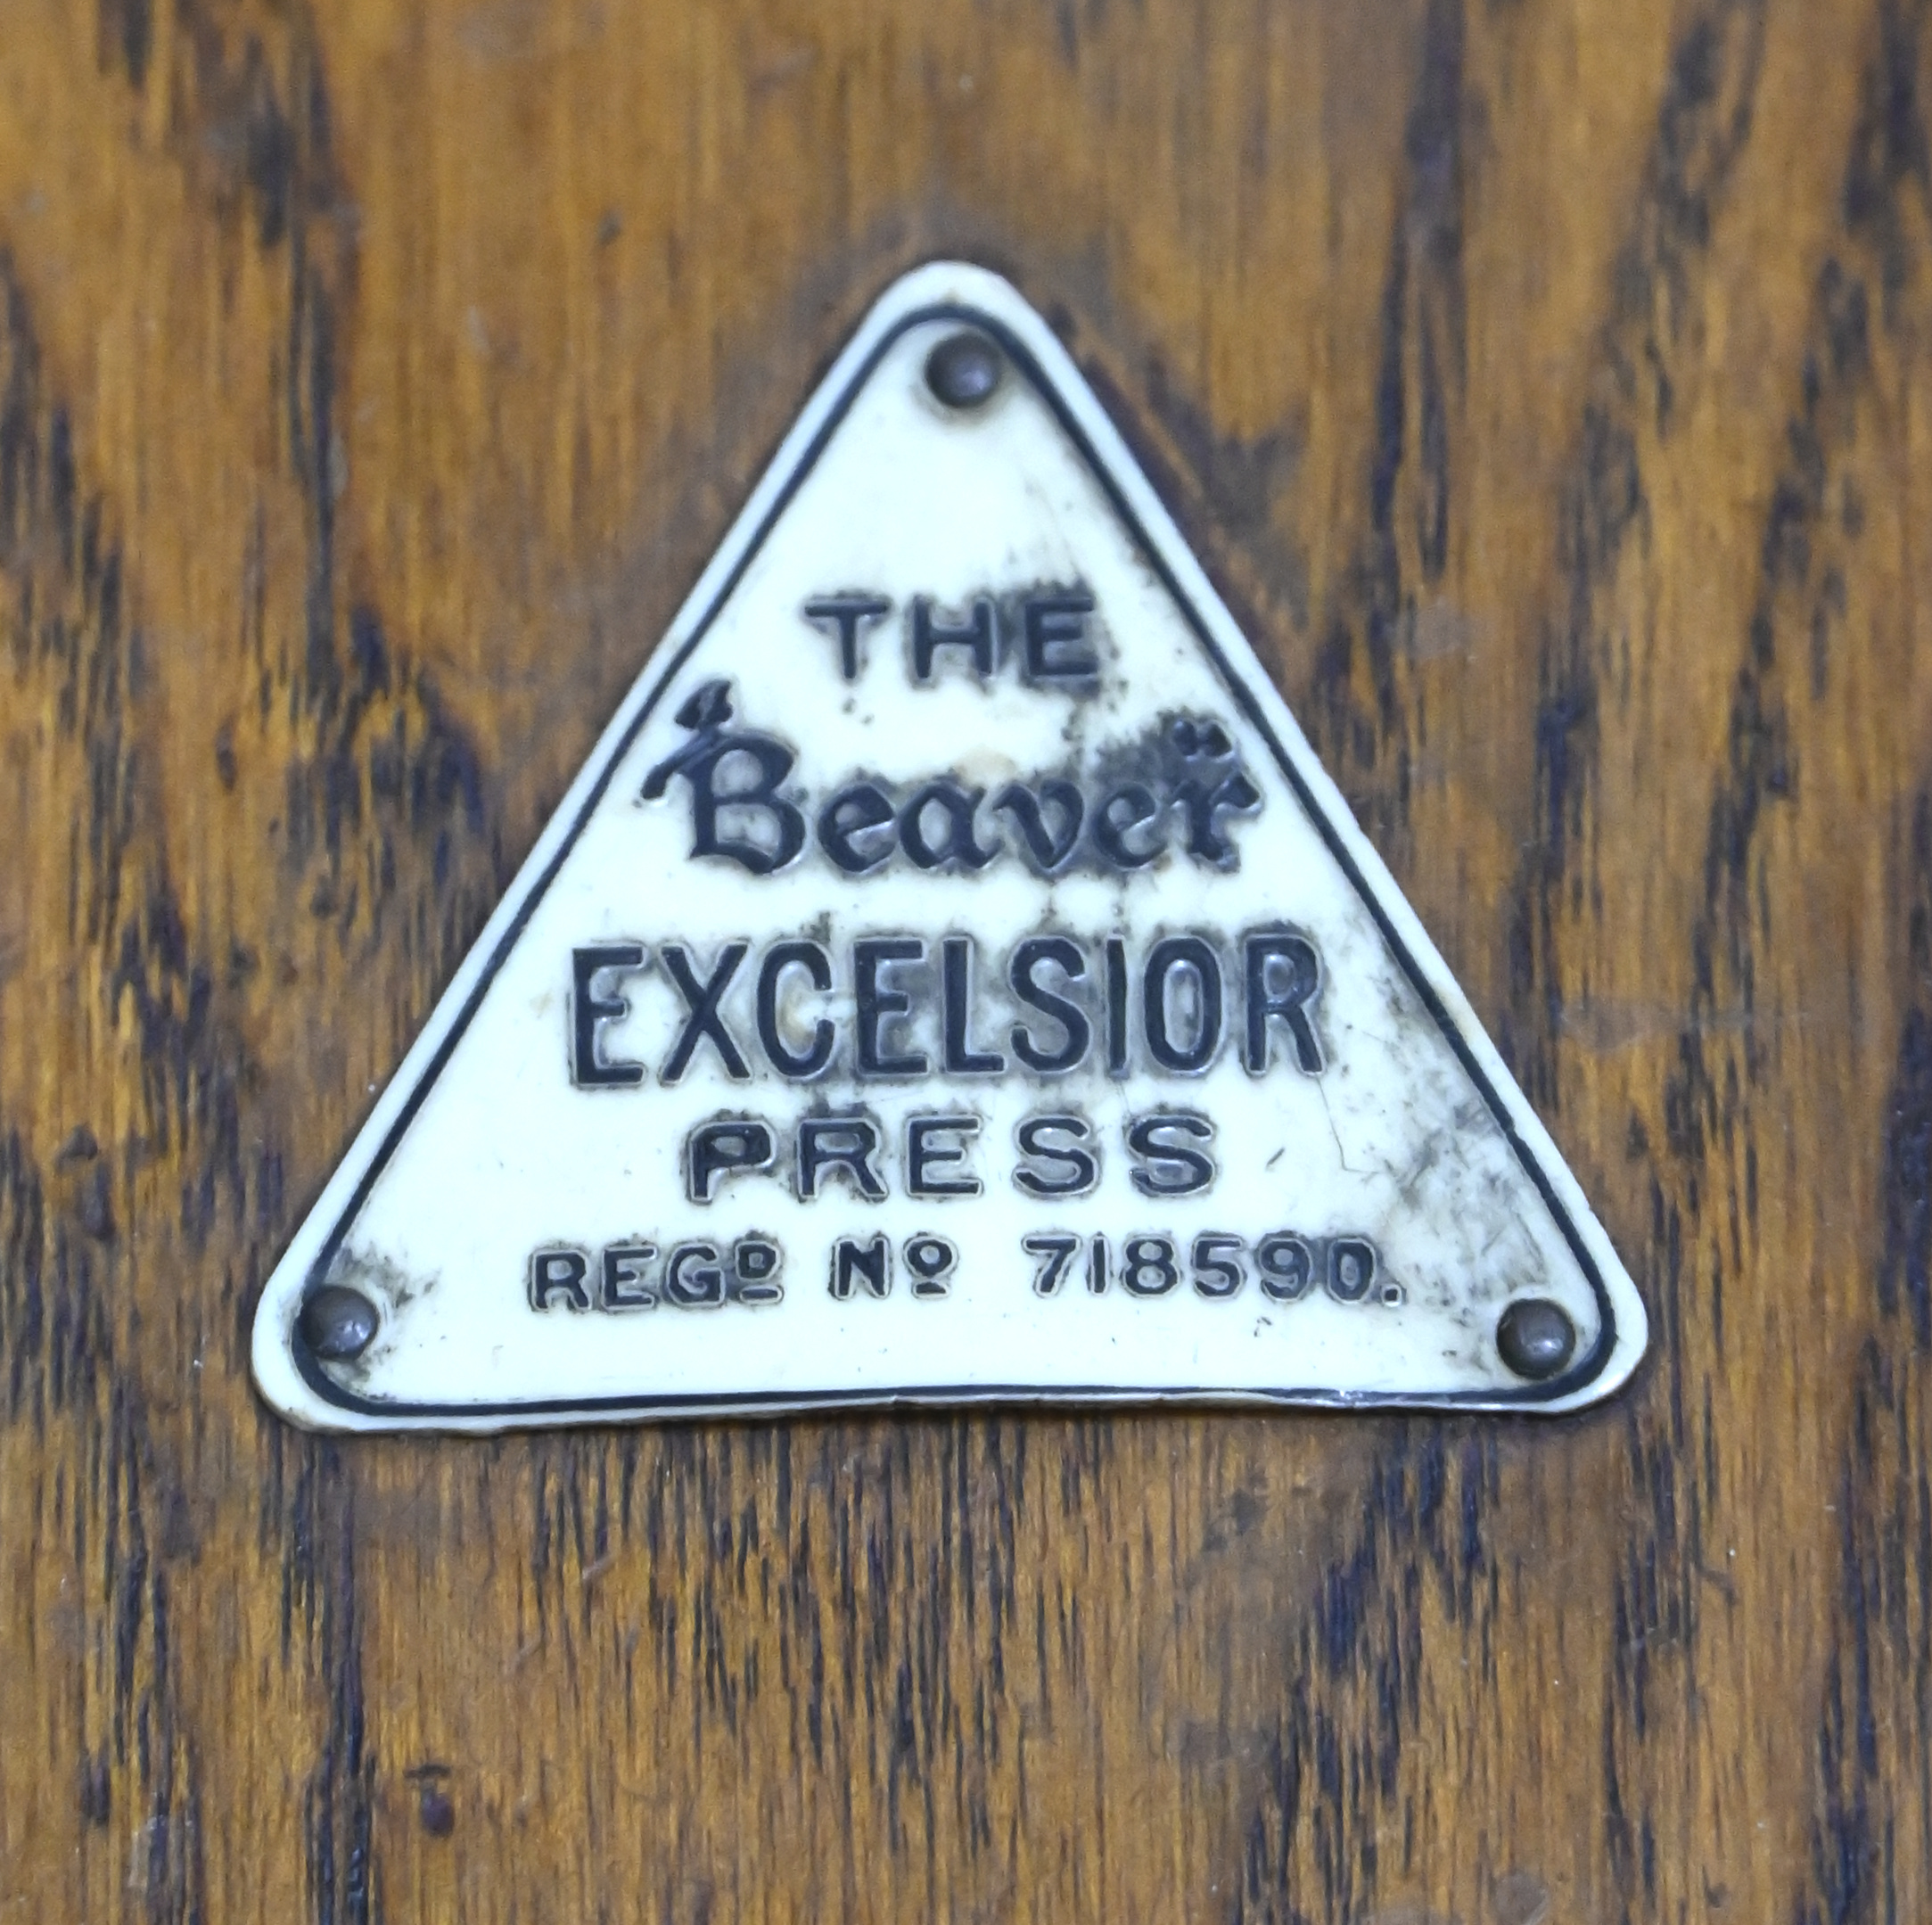 THE
"Beaver"
EXCELSIOR
PRESS
REGᴰ Nº 718590.